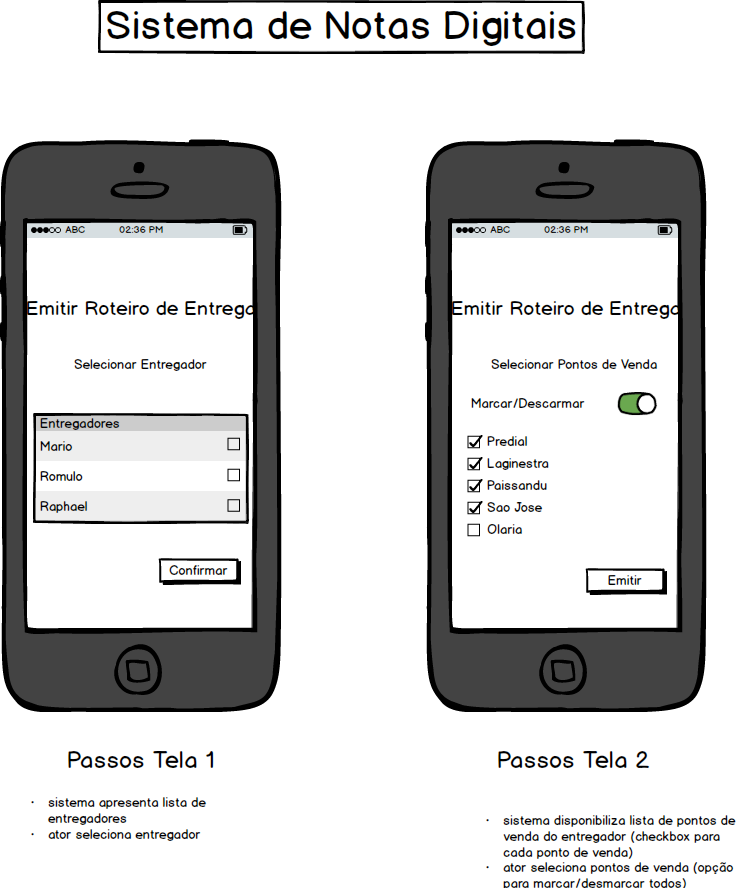 Sistema de Notas Digitais
ABC 02:36 PM
Emitir Roteiro de Entrega
Selecionar Entregador
Entregadores
Mario
Romulo
Raphael
Confirmar
Passos Tela 1
· sistema apresenta lista de
entregadores
· ator seleciona entregador
ABC 02:36 PM
Emitir Roteiro de Entrega
Selecionar Pontos de Venda
Marcar/Descarmar
Predial
Laginestra
Paissandu
Sao Jose
Olaria
Emitir
Passos Tela 2
· sistema disponibiliza lista de pontos de
venda do entregador (checkbox para
cada ponto de venda)
· ator seleciona pontos de venda (opção
para marcar/desmarcar todos)